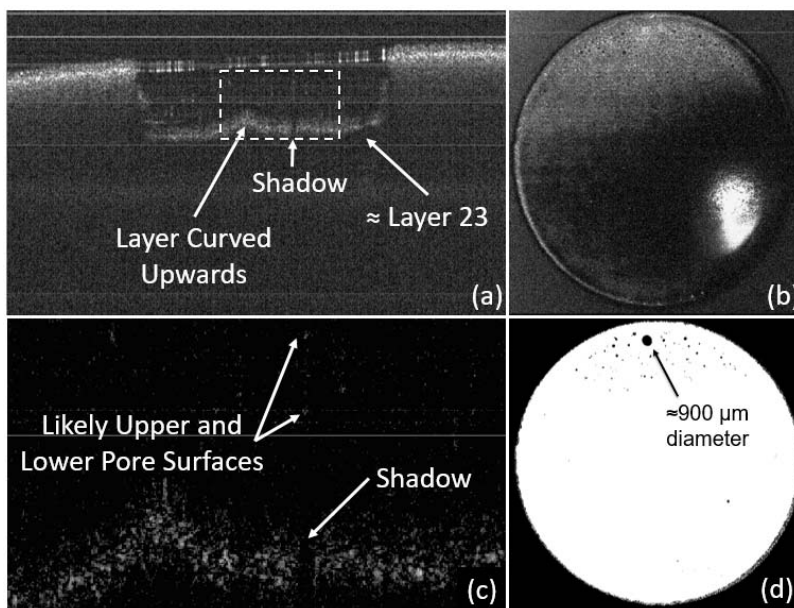 Shadow
≈ Layer 23
Layer Curved
Upwards
(a)
(b)
Likely Upper and
Lower Pore Surfaces
Shadow
(c)
≈900 μm
diameter
(d)